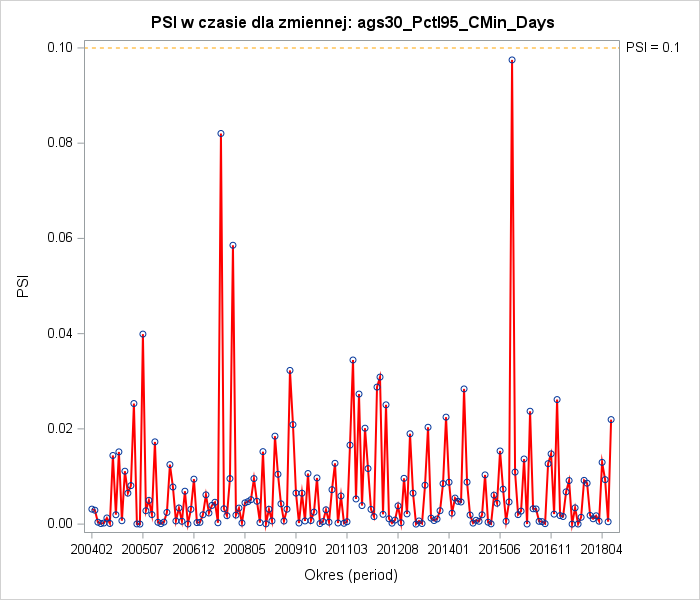 PSI w czasie dla zmiennej: ags30_Pctl95_CMin_Days
0.10
PSI = 0.1
0.08
0.06
PSI
0.04
0.02
0.00
200402 200507 200612 200805 200910 201103 201208 201401 201506 201611 201804
Okres (period)